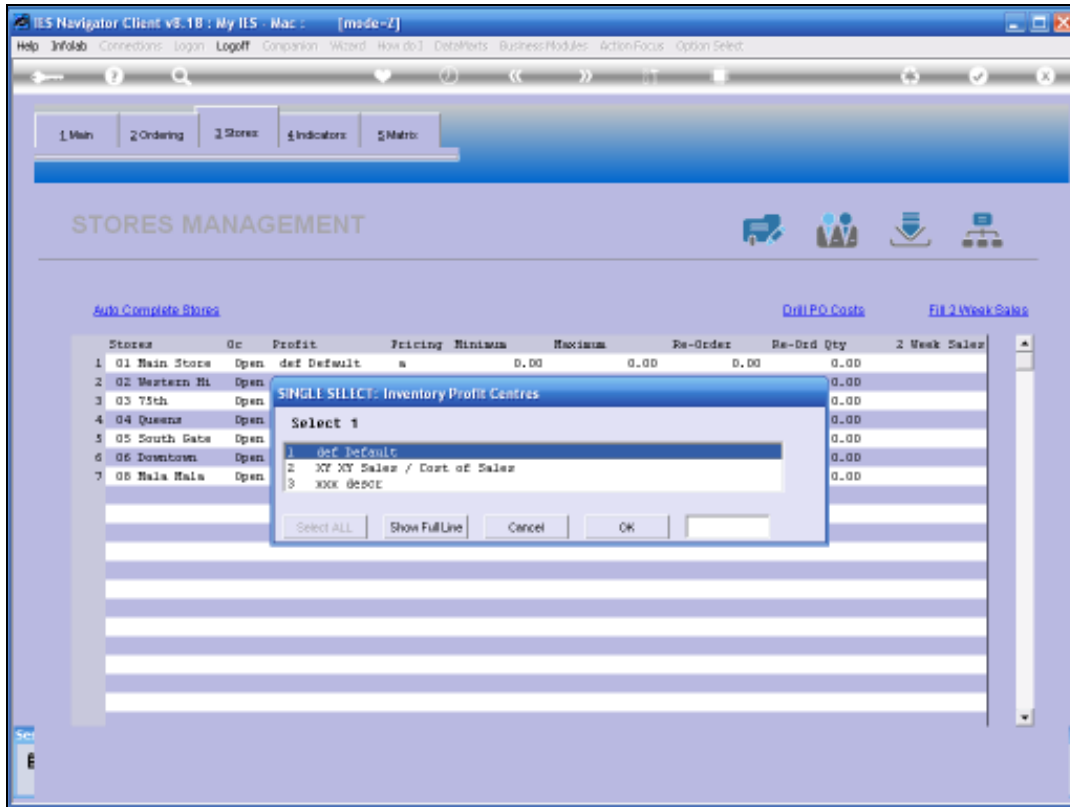 IES Navigator Client v8.1B : My IES - Mac : [mode=Z]
Help Infolab Connections Logon Logoff Companion Wizard How do I DataMarts Business Modules Action Focus Option Select
1 Main 2 Ordering 3 Stores 4 Indicators 5 Matrix
STORES MANAGEMENT
Auto Complete Stores Drill PO Costs Fill 2 Week Sales
Stores Oc Profit Pricing Minimum Maximum Re-Order Re-Ord Qty 2 Week Sales
1 01 Main Store Open def Default m 0.00 0.00 0.00 0.00
2 02 Western Hi Open 0.00
3 03 75th Open 0.00
4 04 Queens Open 0.00
5 05 South Gate Open 0.00
6 06 Downtown Open 0.00
7 08 Open 0.00
SINGLE SELECT: Inventory Profit Centres
Select 1
1 def Default
2 XY XY Sales / Cost of Sales
3 xxx descr
Select ALL Show Full Line Cancel OK
Ser